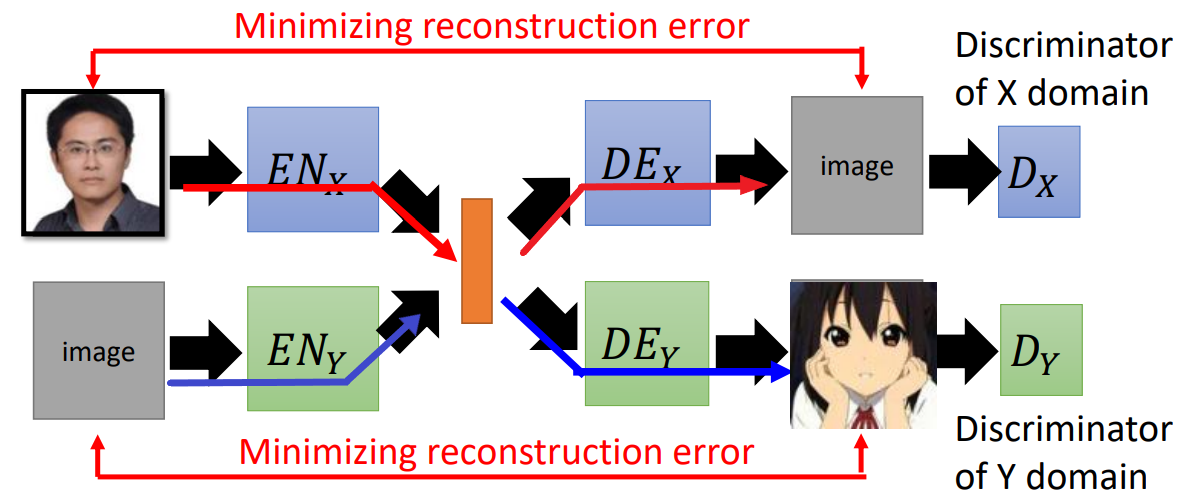 Minimizing reconstruction error
Discriminator
of X domain
EN_X
DE_X
image
D_X
image
EN_Y
DE_Y
D_Y
Minimizing reconstruction error
Discriminator
of Y domain